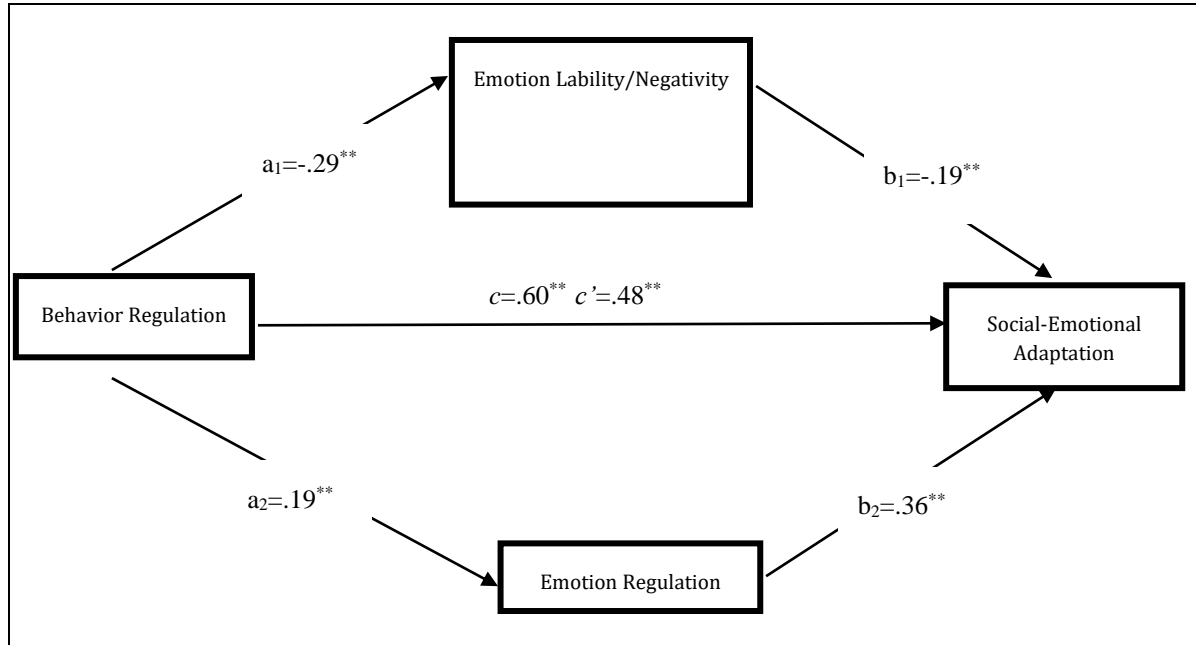 Emotion Lability/Negativity
a₁=-.29**
b₁=-.19**
c=.60** c’=.48**
Behavior Regulation
Social-Emotional
Adaptation
a₂=.19**
b₂=.36**
Emotion Regulation